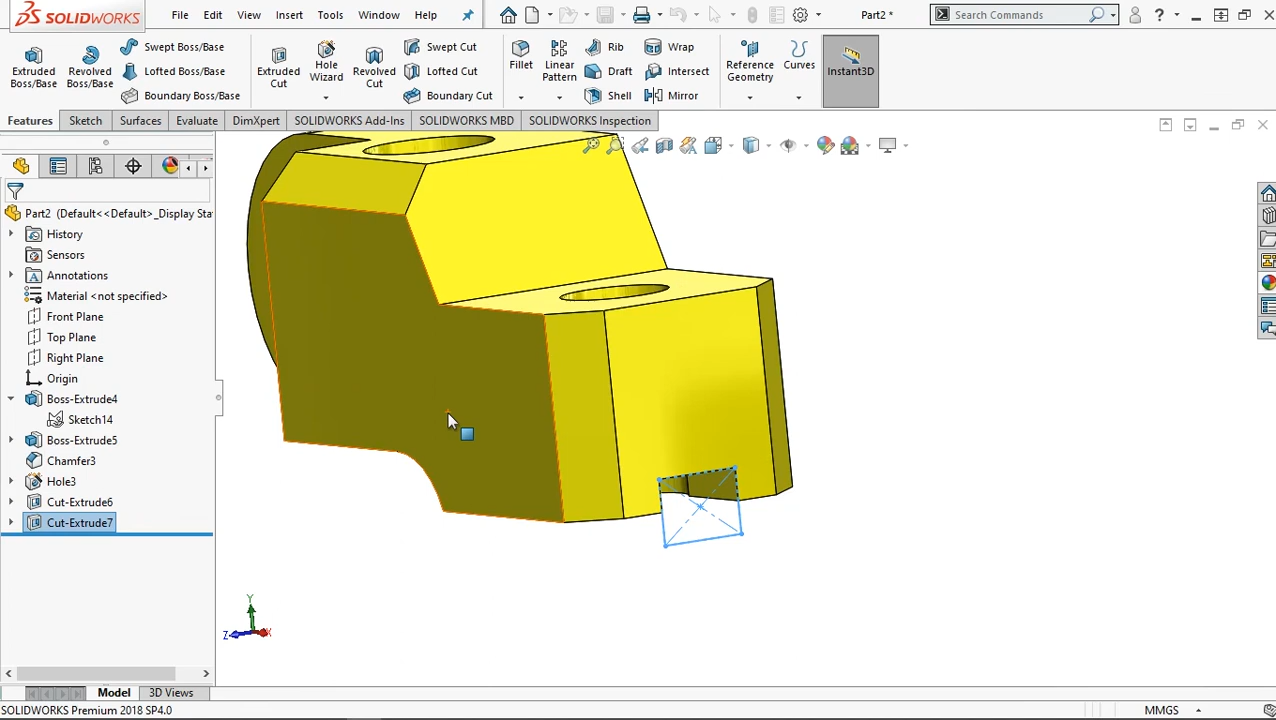 SOLIDWORKS File Edit View Insert Tools Window Help Part2 * Search Commands ?
Extruded Boss/Base
Revolved Boss/Base
Swept Boss/Base
Lofted Boss/Base
Boundary Boss/Base
Extruded Cut
Hole Wizard
Revolved Cut
Swept Cut
Lofted Cut
Boundary Cut
Fillet
Linear Pattern
Rib
Draft
Shell
Wrap
Intersect
Mirror
Reference Geometry
Curves
Instant3D
Features Sketch Surfaces Evaluate DimXpert SOLIDWORKS Add-Ins SOLIDWORKS MBD SOLIDWORKS Inspection
Part2 (Default<<Default>_Display Sta
History
Sensors
Annotations
Material <not specified>
Front Plane
Top Plane
Right Plane
Origin
Boss-Extrude4
Sketch14
Boss-Extrude5
Chamfer3
Hole3
Cut-Extrude6
Cut-Extrude7
Y
Z X
Model 3D Views
SOLIDWORKS Premium 2018 SP4.0 MMGS